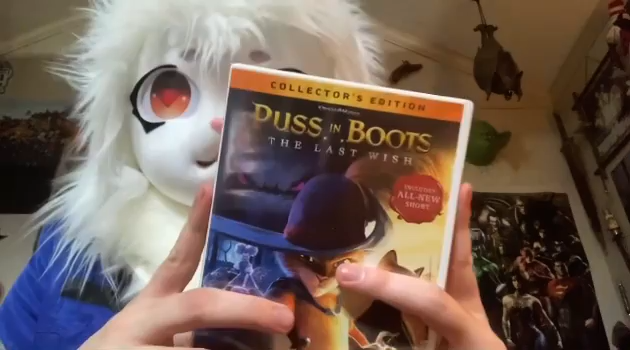 COLLECTOR'S EDITION
DREAMWORKS
PUSS IN BOOTS
THE LAST WISH
INCLUDES
ALL-NEW
SHORT